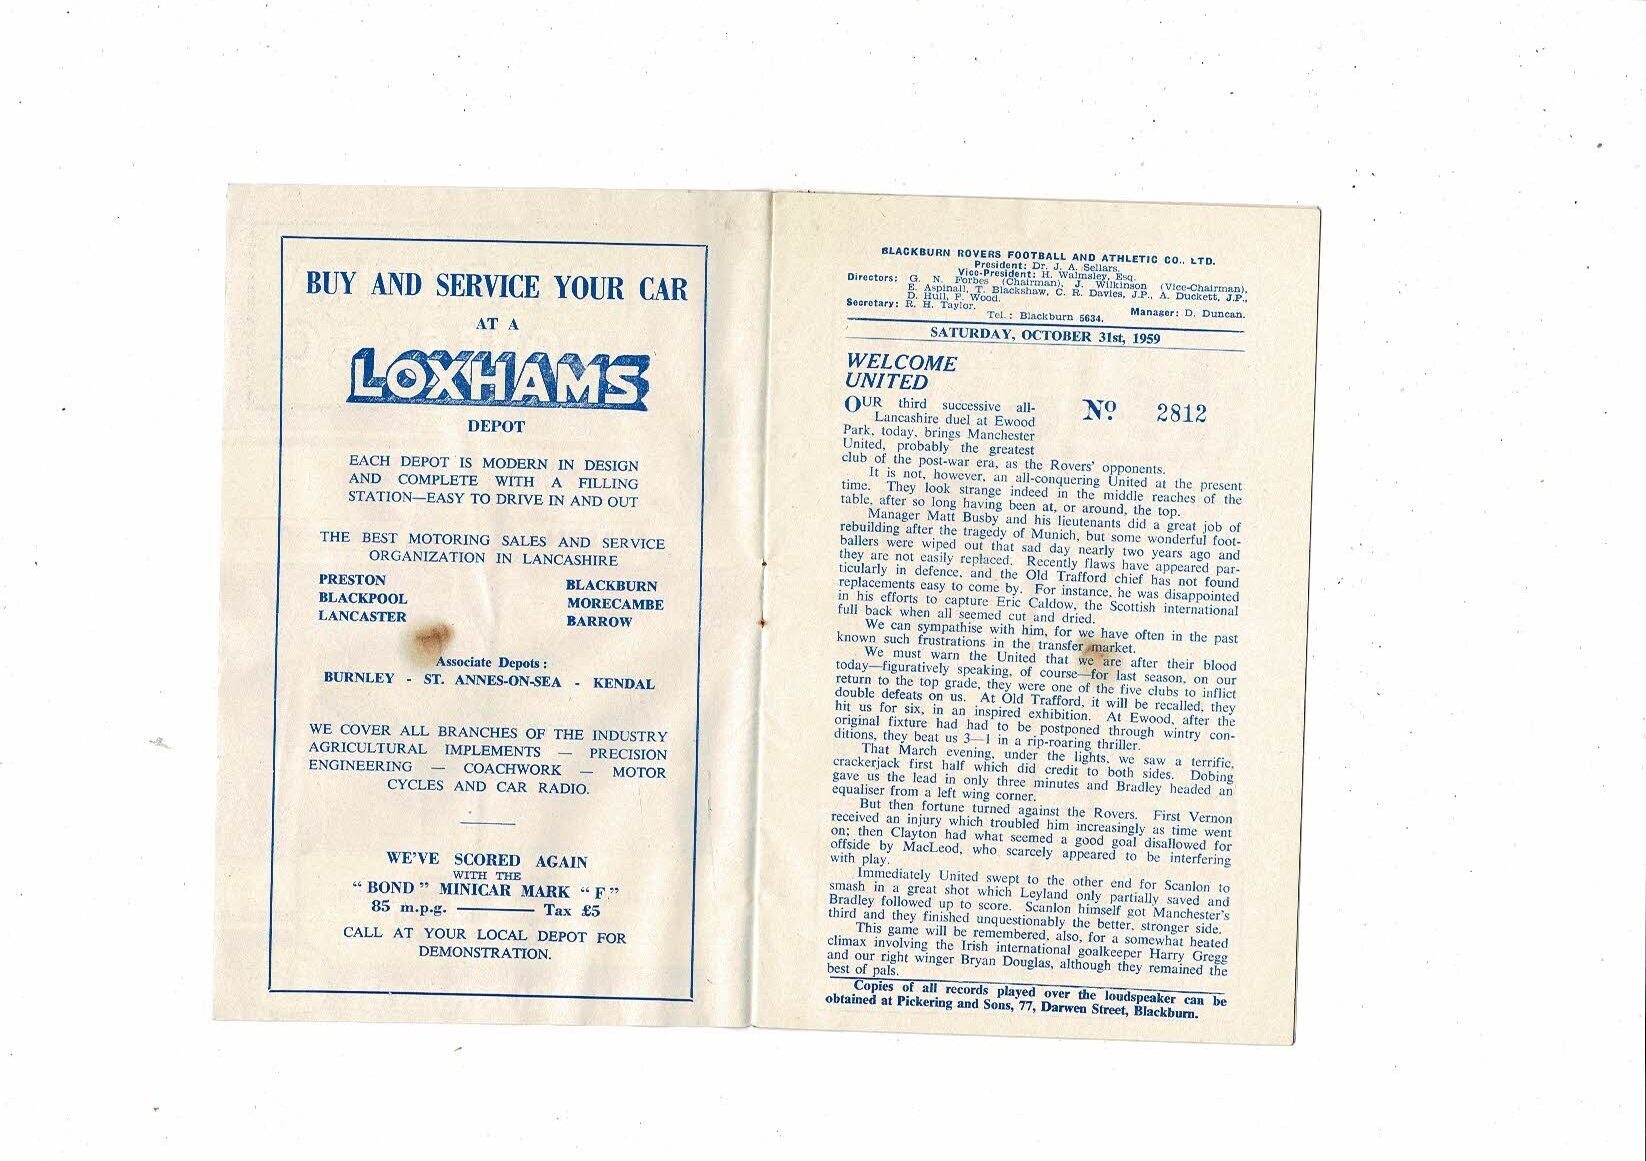 BUY AND SERVICE YOUR CAR
AT A
LOXHAMS
DEPOT
EACH DEPOT IS MODERN IN DESIGN
AND COMPLETE WITH A FILLING
STATION—EASY TO DRIVE IN AND OUT
THE BEST MOTORING SALES AND SERVICE
ORGANIZATION IN LANCASHIRE
PRESTON BLACKBURN
BLACKPOOL MORECAMBE
LANCASTER BARROW
Associate Depots :
BURNLEY - ST. ANNES-ON-SEA - KENDAL
WE COVER ALL BRANCHES OF THE INDUSTRY
AGRICULTURAL IMPLEMENTS — PRECISION
ENGINEERING — COACHWORK — MOTOR
CYCLES AND CAR RADIO.
WE'VE SCORED AGAIN
WITH THE
“ BOND ” MINICAR MARK “ F ”
85 m.p.g. ——— Tax £5
CALL AT YOUR LOCAL DEPOT FOR
DEMONSTRATION.
BLACKBURN ROVERS FOOTBALL AND ATHLETIC CO., LTD.
President: Dr. J. A. Sellars.
Vice-President: H. Walmsley, Esq.
Directors: G. N. Forbes (Chairman), J. Wilkinson (Vice-Chairman),
E. Aspinall, T. Blackshaw, C. R. Davies, J.P., A. Duckett, J.P.,
D. Hull, F. Wood.
Secretary: R. H. Taylor. Manager: D. Duncan.
Tel.: Blackburn 5634.
SATURDAY, OCTOBER 31st, 1959
WELCOME
UNITED
Nº 2812
OUR third successive all-
Lancashire duel at Ewood
Park, today, brings Manchester
United, probably the greatest
club of the post-war era, as the Rovers' opponents.
It is not, however, an all-conquering United at the present
time. They look strange indeed in the middle reaches of the
table, after so long having been at, or around, the top.
Manager Matt Busby and his lieutenants did a great job of
rebuilding after the tragedy of Munich, but some wonderful foot-
ballers were wiped out that sad day nearly two years ago and
they are not easily replaced. Recently flaws have appeared par-
ticularly in defence, and the Old Trafford chief has not found
replacements easy to come by. For instance, he was disappointed
in his efforts to capture Eric Caldow, the Scottish international
full back when all seemed cut and dried.
We can sympathise with him, for we have often in the past
known such frustrations in the transfer market.
We must warn the United that we are after their blood
today—figuratively speaking, of course—for last season, on our
return to the top grade, they were one of the five clubs to inflict
double defeats on us. At Old Trafford, it will be recalled, they
hit us for six, in an inspired exhibition. At Ewood, after the
original fixture had had to be postponed through wintry con-
ditions, they beat us 3—1 in a rip-roaring thriller.
That March evening, under the lights, we saw a terrific,
crackerjack first half which did credit to both sides. Dobing
gave us the lead in only three minutes and Bradley headed an
equaliser from a left wing corner.
But then fortune turned against the Rovers. First Vernon
received an injury which troubled him increasingly as time went
on; then Clayton had what seemed a good goal disallowed for
offside by MacLeod, who scarcely appeared to be interfering
with play.
Immediately United swept to the other end for Scanlon to
smash in a great shot which Leyland only partially saved and
Bradley followed up to score. Scanlon himself got Manchester's
third and they finished unquestionably the better, stronger side.
This game will be remembered, also, for a somewhat heated
climax involving the Irish international goalkeeper Harry Gregg
and our right winger Bryan Douglas, although they remained the
best of pals.
Copies of all records played over the loudspeaker can be
obtained at Pickering and Sons, 77, Darwen Street, Blackburn.